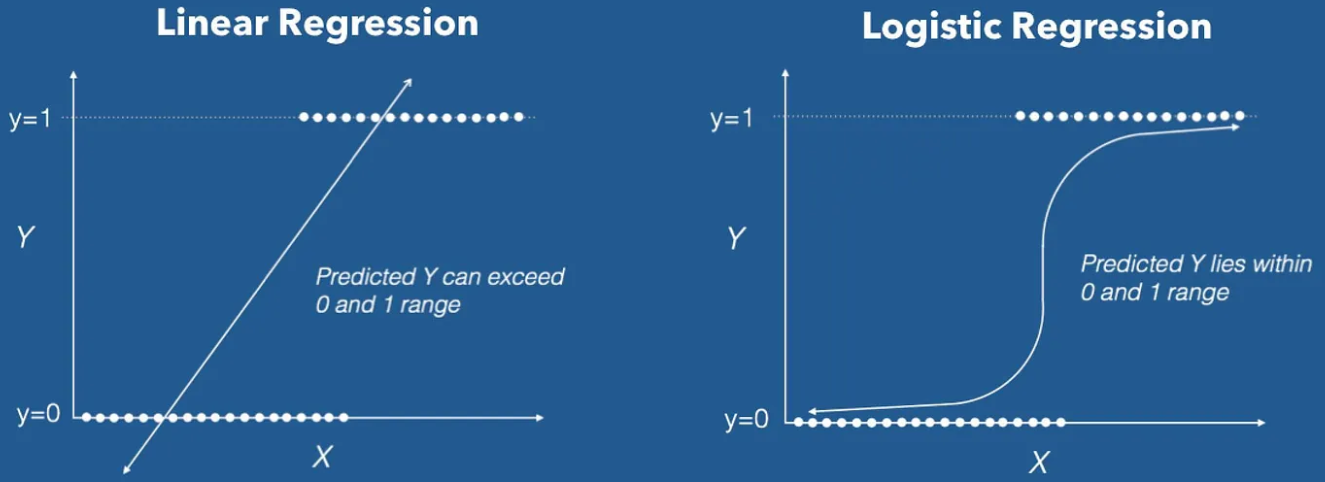 Linear Regression
y=1
Y
Predicted Y can exceed
0 and 1 range
y=0
X
Logistic Regression
y=1
Y
Predicted Y lies within
0 and 1 range
y=0
X